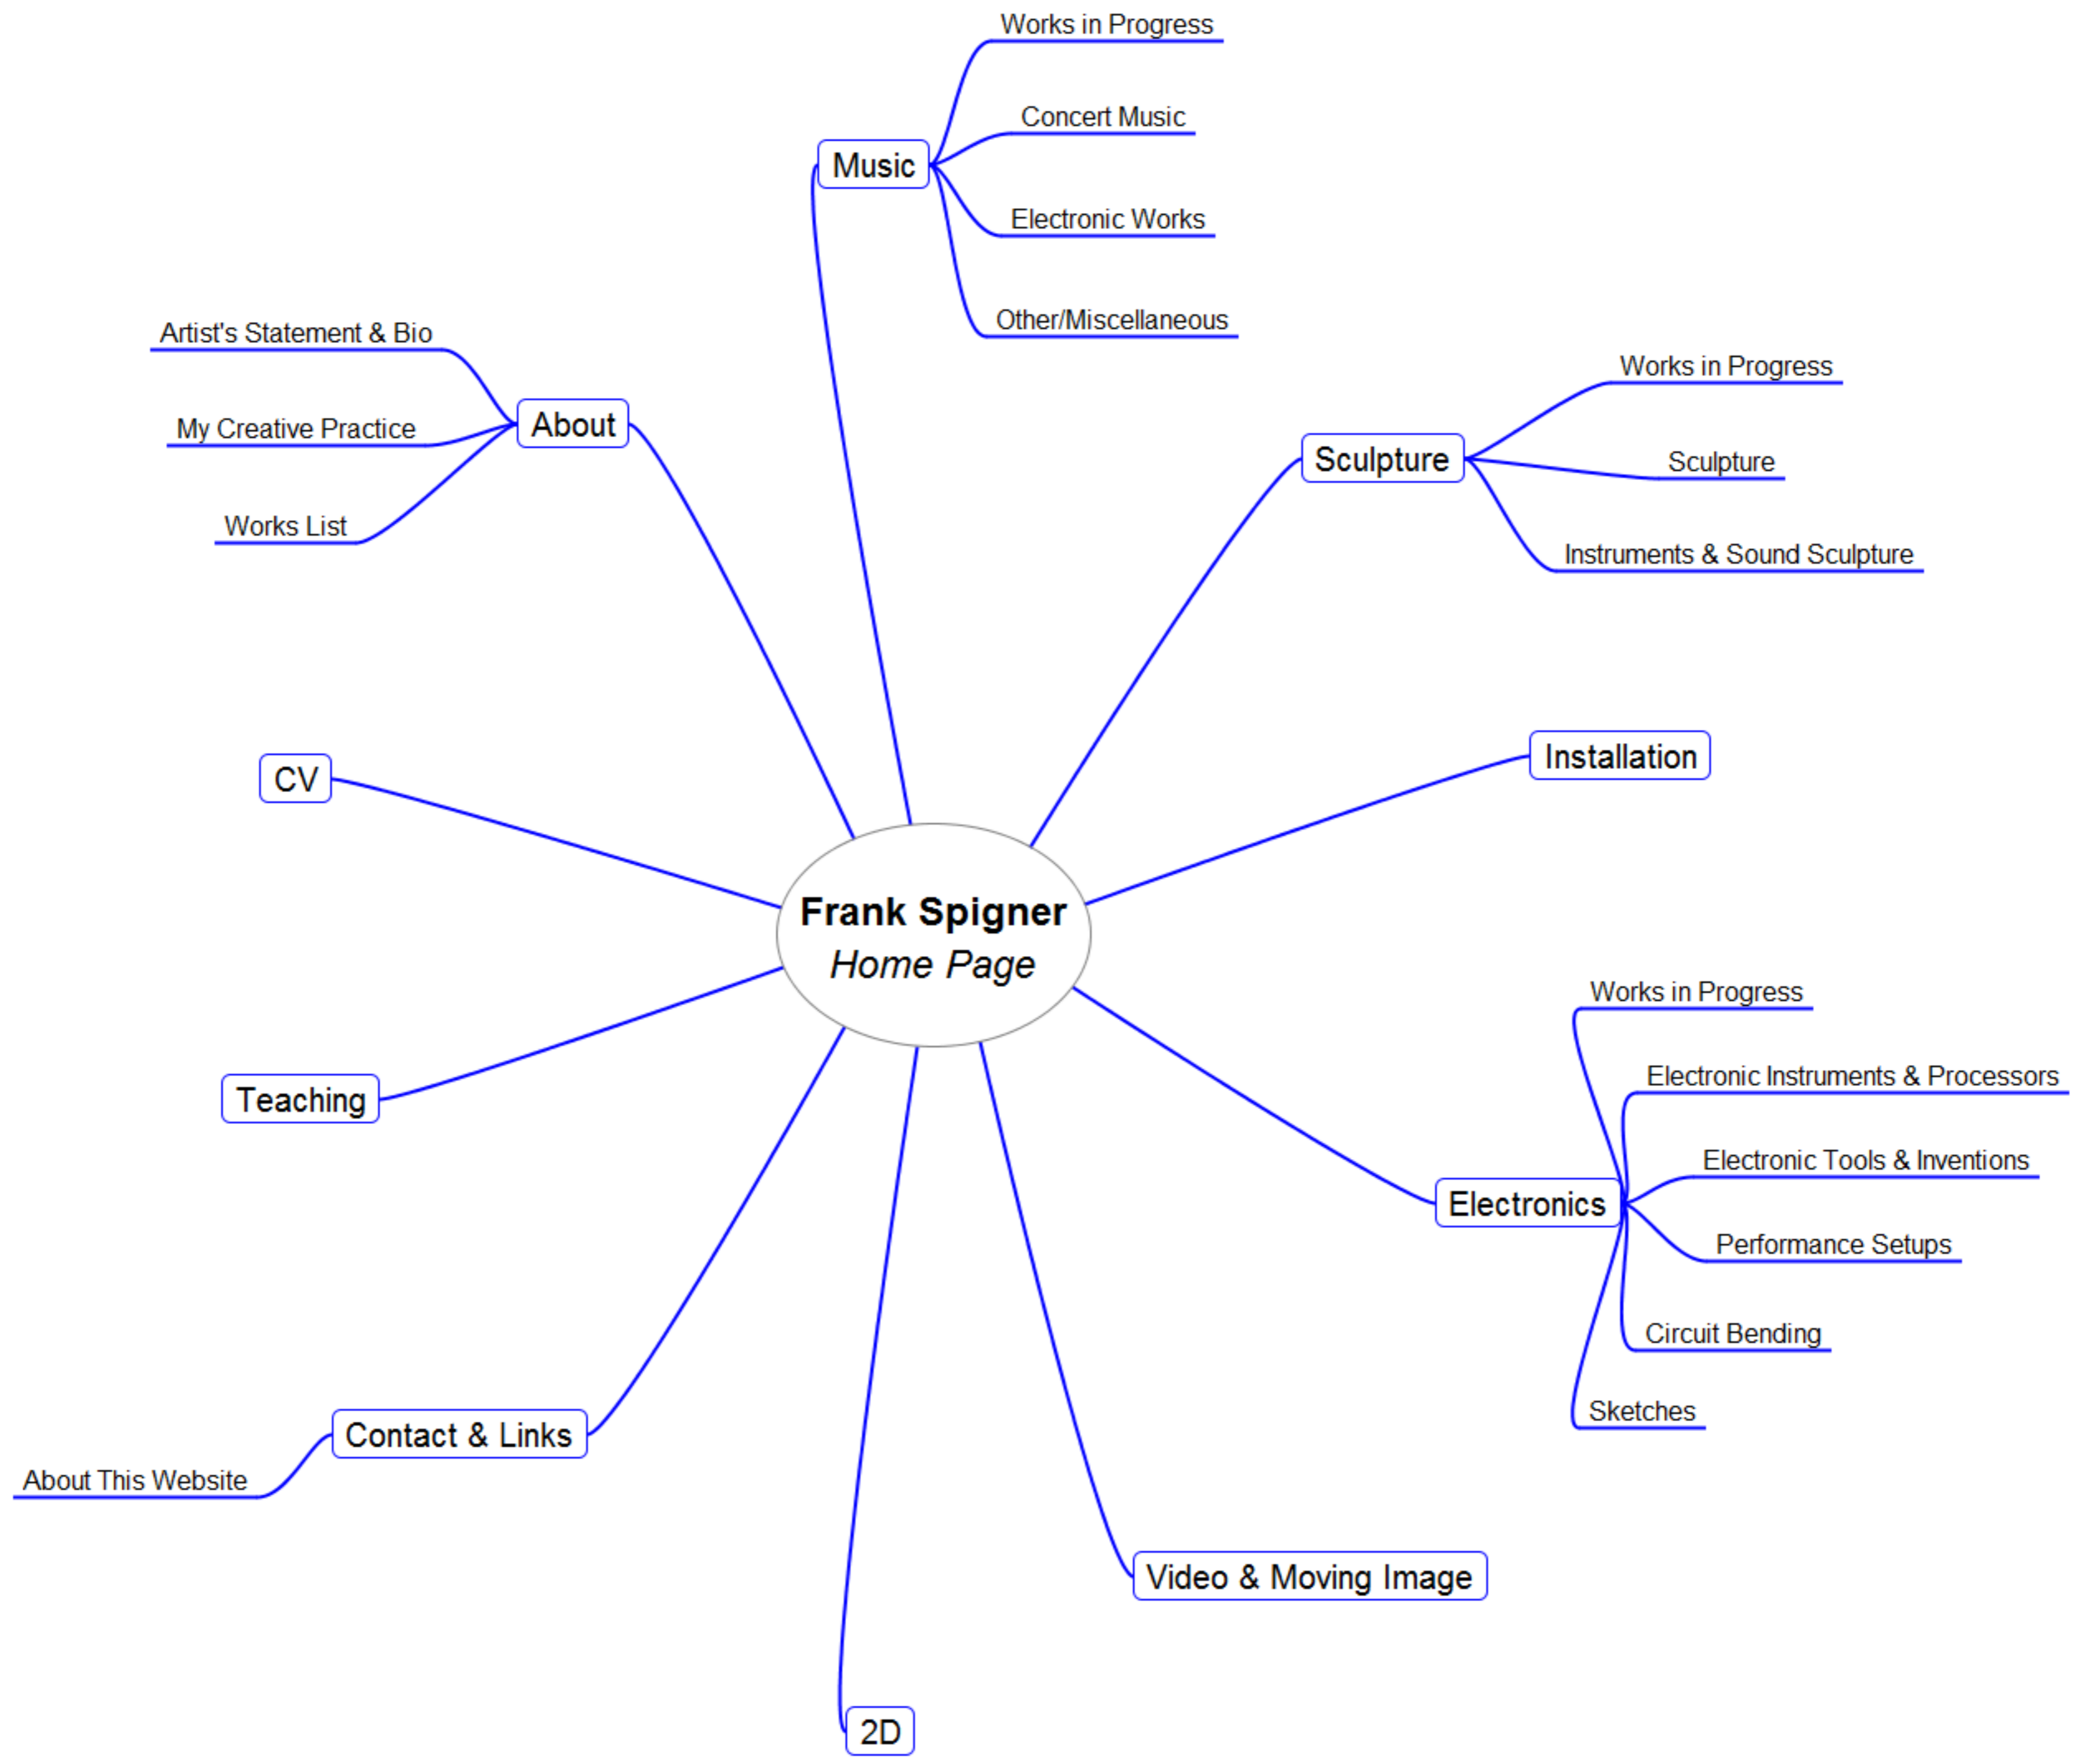 Works in Progress
Concert Music
Music
Electronic Works
Other/Miscellaneous
Artist's Statement & Bio
My Creative Practice
About
Works List
Works in Progress
Sculpture
Sculpture
Instruments & Sound Sculpture
Installation
CV
Frank Spigner
Home Page
Teaching
Works in Progress
Electronic Instruments & Processors
Electronic Tools & Inventions
Electronics
Performance Setups
Circuit Bending
Sketches
Contact & Links
About This Website
Video & Moving Image
2D